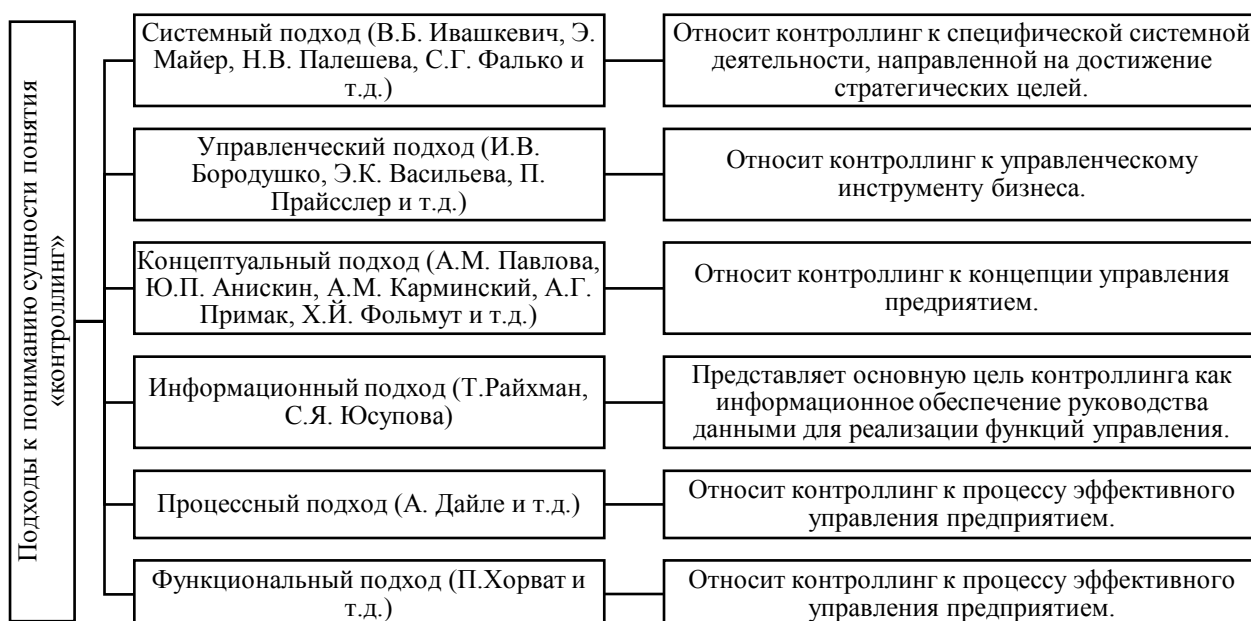 Подходы к пониманию сущности понятия
«контроллинг»
Системный подход (В.Б. Ивашкевич, Э.
Майер, Н.В. Палешева, С.Г. Фалько и
т.д.)
Относит контроллинг к специфической системной
деятельности, направленной на достижение
стратегических целей.
Управленческий подход (И.В.
Бородушко, Э.К. Васильева, П.
Прайсслер и т.д.)
Относит контроллинг к управленческому
инструменту бизнеса.
Концептуальный подход (А.М. Павлова,
Ю.П. Анискин, А.М. Карминский, А.Г.
Примак, Х.Й. Фольмут и т.д.)
Относит контроллинг к концепции управления
предприятием.
Информационный подход (Т.Райхман,
С.Я. Юсупова)
Представляет основную цель контроллинга как
информационное обеспечение руководства
данными для реализации функций управления.
Процессный подход (А. Дайле и т.д.)
Относит контроллинг к процессу эффективного
управления предприятием.
Функциональный подход (П.Хорват и
т.д.)
Относит контроллинг к процессу эффективного
управления предприятием.